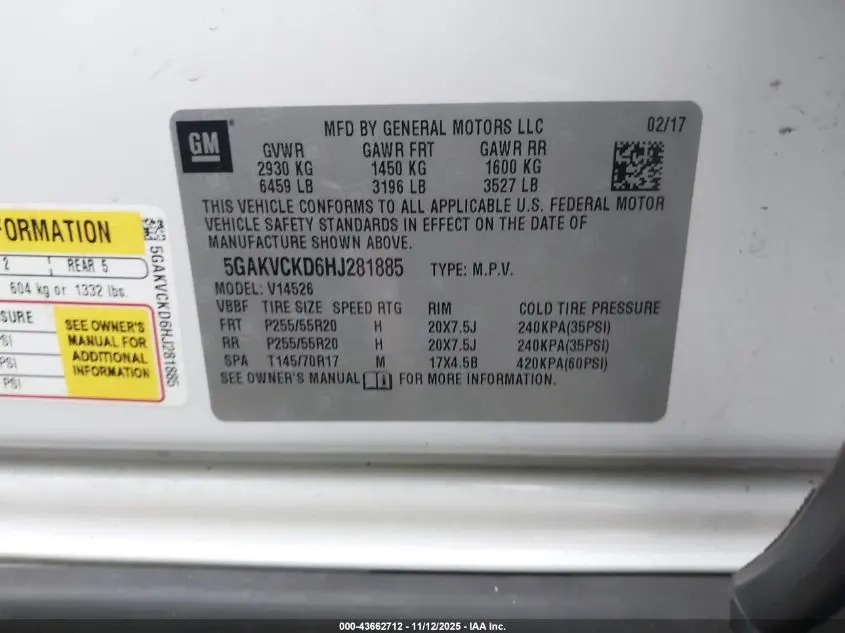 GM
MFD BY GENERAL MOTORS LLC 02/17
GVWR GAWR FRT GAWR RR
2930 KG 1450 KG 1600 KG
6459 LB 3196 LB 3527 LB
THIS VEHICLE CONFORMS TO ALL APPLICABLE U.S. FEDERAL MOTOR
VEHICLE SAFETY STANDARDS IN EFFECT ON THE DATE OF
MANUFACTURE SHOWN ABOVE.
5GAKVCKD6HJ281885 TYPE: M.P.V.
MODEL: V14526
VBBF TIRE SIZE SPEED RTG RIM COLD TIRE PRESSURE
FRT P255/55R20 H 20X7.5J 240KPA(35PSI)
RR P255/55R20 H 20X7.5J 240KPA(35PSI)
SPA T145/70R17 M 17X4.5B 420KPA(60PSI)
SEE OWNER'S MANUAL FOR MORE INFORMATION.
FORMATION
2 REAR 5
604 kg or 1332 lbs.
SURE
PSI
PSI
PSI
SEE OWNER'S
MANUAL FOR
ADDITIONAL
INFORMATION
5GAKVCKD6HJ281885
000-43662712 - 11/12/2025 - IAA Inc.